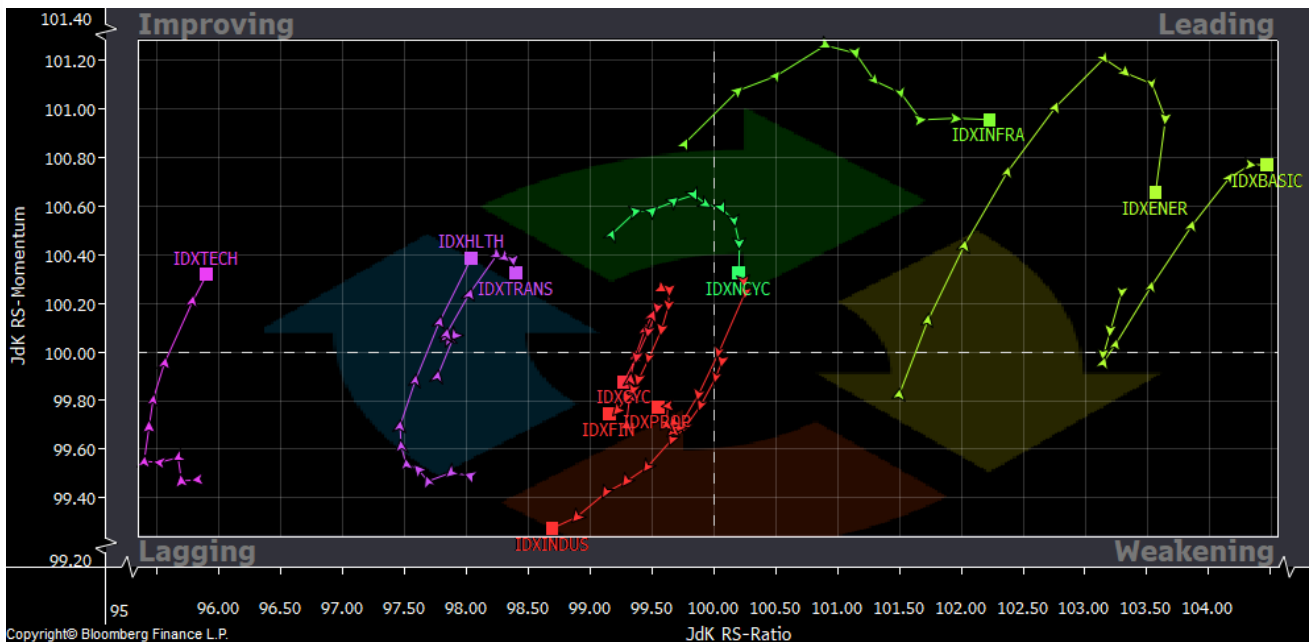 Improving
Leading
101.40
101.20
101.00
100.80
100.60
100.40
100.20
100.00
99.80
99.60
99.40
99.20
JdK RS-Momentum
IDXINFRA
IDXBASIC
IDXENER
IDXHLTH
IDXTECH
IDXTRANS
IDXNCYC
IDXCYC
IDXPROP
IDXFIN
IDXINDUS
Lagging
Weakening
95 96.00 96.50 97.00 97.50 98.00 98.50 99.00 99.50 100.00 100.50 101.00 101.50 102.00 102.50 103.00 103.50 104.00
Copyright© Bloomberg Finance L.P.
JdK RS-Ratio